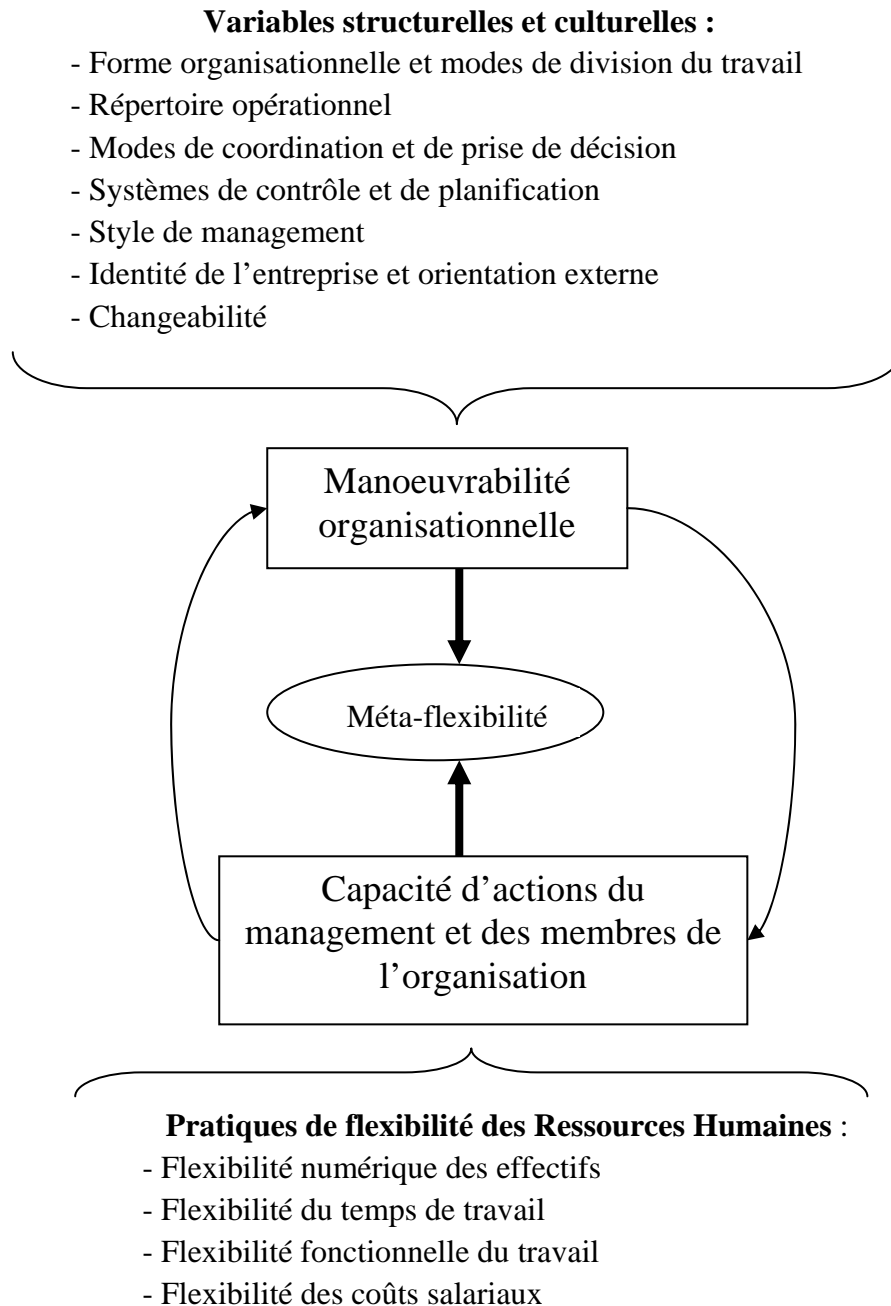 Variables structurelles et culturelles :
- Forme organisationnelle et modes de division du travail
- Répertoire opérationnel
- Modes de coordination et de prise de décision
- Systèmes de contrôle et de planification
- Style de management
- Identité de l’entreprise et orientation externe
- Changeabilité
Manoeuvrabilité
organisationnelle
Méta-flexibilité
Capacité d’actions du
management et des membres de
l’organisation
Pratiques de flexibilité des Ressources Humaines :
- Flexibilité numérique des effectifs
- Flexibilité du temps de travail
- Flexibilité fonctionnelle du travail
- Flexibilité des coûts salariaux